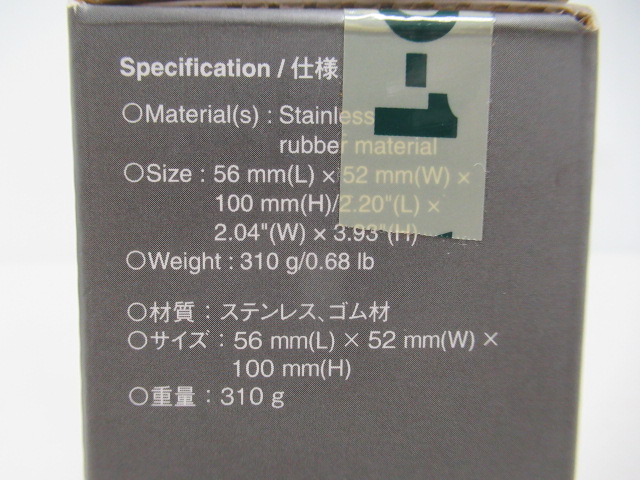 Specification / 仕様
○Material(s) : Stainless
rubber material
○Size : 56 mm(L) × 52 mm(W) ×
100 mm(H)/2.20"(L) ×
2.04"(W) × 3.93"(H)
○Weight : 310 g/0.68 lb
○材質 : ステンレス、ゴム材
○サイズ : 56 mm(L) × 52 mm(W) ×
100 mm(H)
○重量 : 310 g
-1